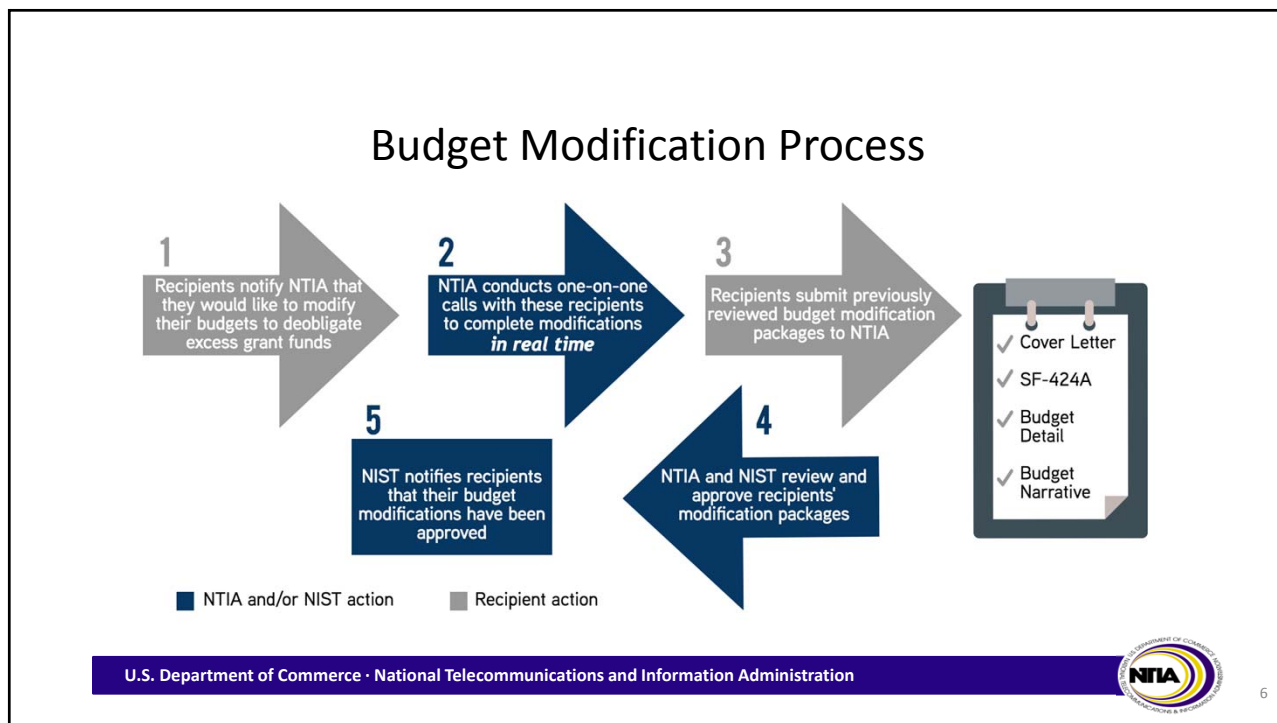 Budget Modification Process
1
Recipients notify NTIA that
they would like to modify
their budgets to deobligate
excess grant funds
2
NTIA conducts one-on-one
calls with these recipients
to complete modifications
in real time
3
Recipients submit previously
reviewed budget modification
packages to NTIA
Cover Letter
SF-424A
Budget
Detail
Budget
Narrative
4
NTIA and NIST review and
approve recipients'
modification packages
5
NIST notifies recipients
that their budget
modifications have been
approved
NTIA and/or NIST action
Recipient action
U.S. Department of Commerce · National Telecommunications and Information Administration
NTIA
6